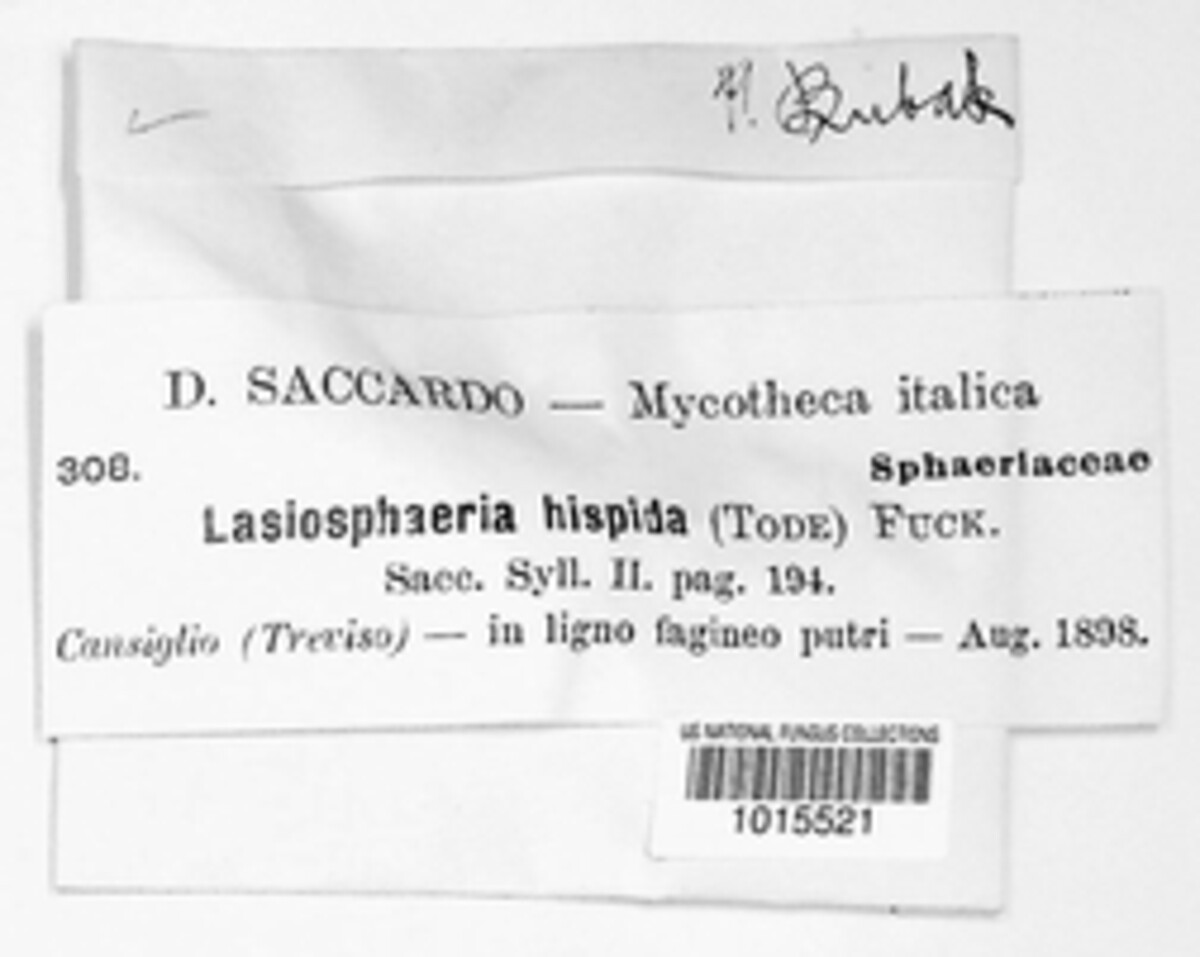 Bubak
D. SACCARDO — Mycotheca italica
308.
Sphaeriaceae
Lasiosphaeria hispida (TODE) FUCK.
Sacc. Syll. II. pag. 194.
Cansiglio (Treviso) — in ligno fagineo putri — Aug. 1898.
US NATIONAL FUNGUS COLLECTIONS
1015521